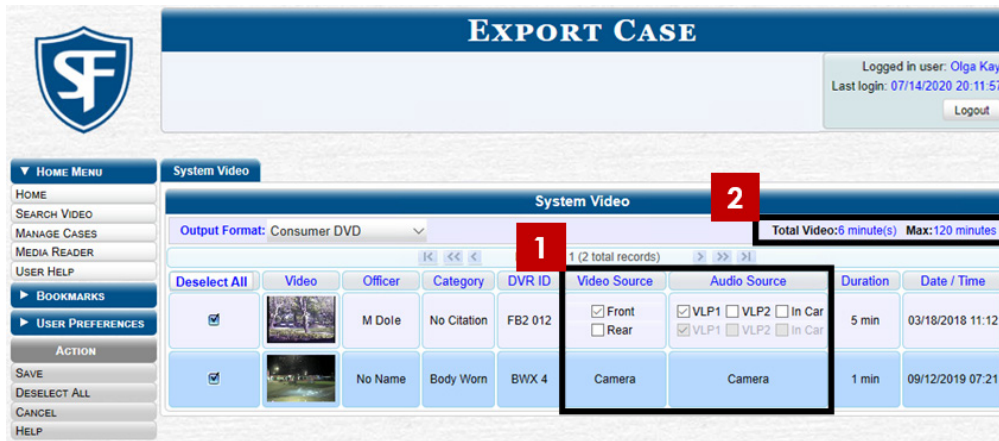 EXPORT CASE
SF
Logged in user: Olga Kay
Last login: 07/14/2020 20:11:57
Logout
▼ HOME MENU
HOME
SEARCH VIDEO
MANAGE CASES
MEDIA READER
USER HELP
► BOOKMARKS
► USER PREFERENCES
ACTION
SAVE
DESELECT ALL
CANCEL
HELP
System Video
System Video
2
Output Format: Consumer DVD
Total Video:6 minute(s) Max:120 minutes
1
1 (2 total records)
Deselect All Video Officer Category DVR ID Video Source Audio Source Duration Date / Time
M Dole No Citation FB2 012 Front VLP1 VLP2 In Car 5 min 03/18/2018 11:12
Rear VLP1 VLP2 In Car
No Name Body Worn BWX 4 Camera Camera 1 min 09/12/2019 07:21